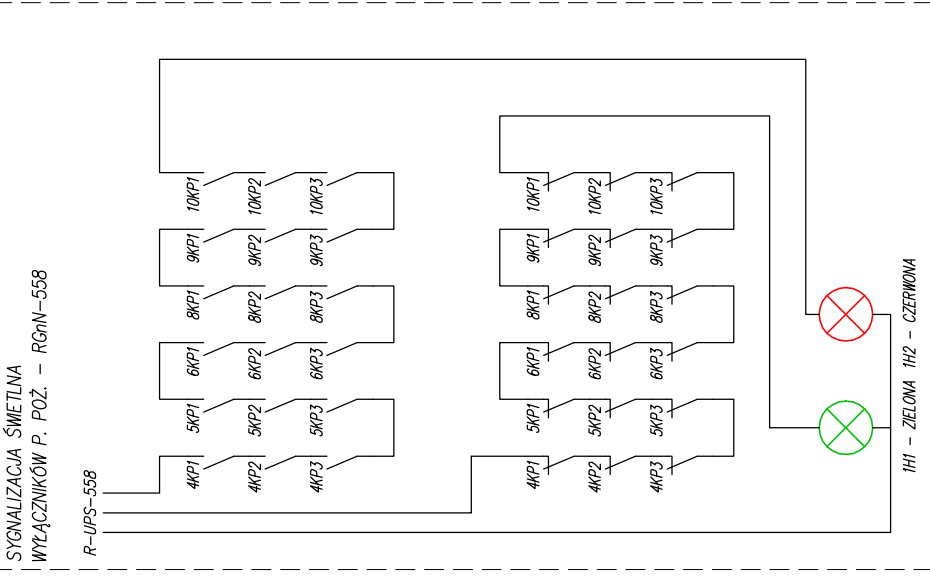 SYGNALIZACJA ŚWIETLNA
WYŁĄCZNIKÓW P. POŻ. – RGnN–558
R–UPS–558
10KP1 10KP2 10KP3
9KP1 9KP2 9KP3
8KP1 8KP2 8KP3
6KP1 6KP2 6KP3
5KP1 5KP2 5KP3
4KP1 4KP2 4KP3
10KP1 10KP2 10KP3
9KP1 9KP2 9KP3
8KP1 8KP2 8KP3
6KP1 6KP2 6KP3
5KP1 5KP2 5KP3
4KP1 4KP2 4KP3
1H1 – ZIELONA 1H2 – CZERWONA